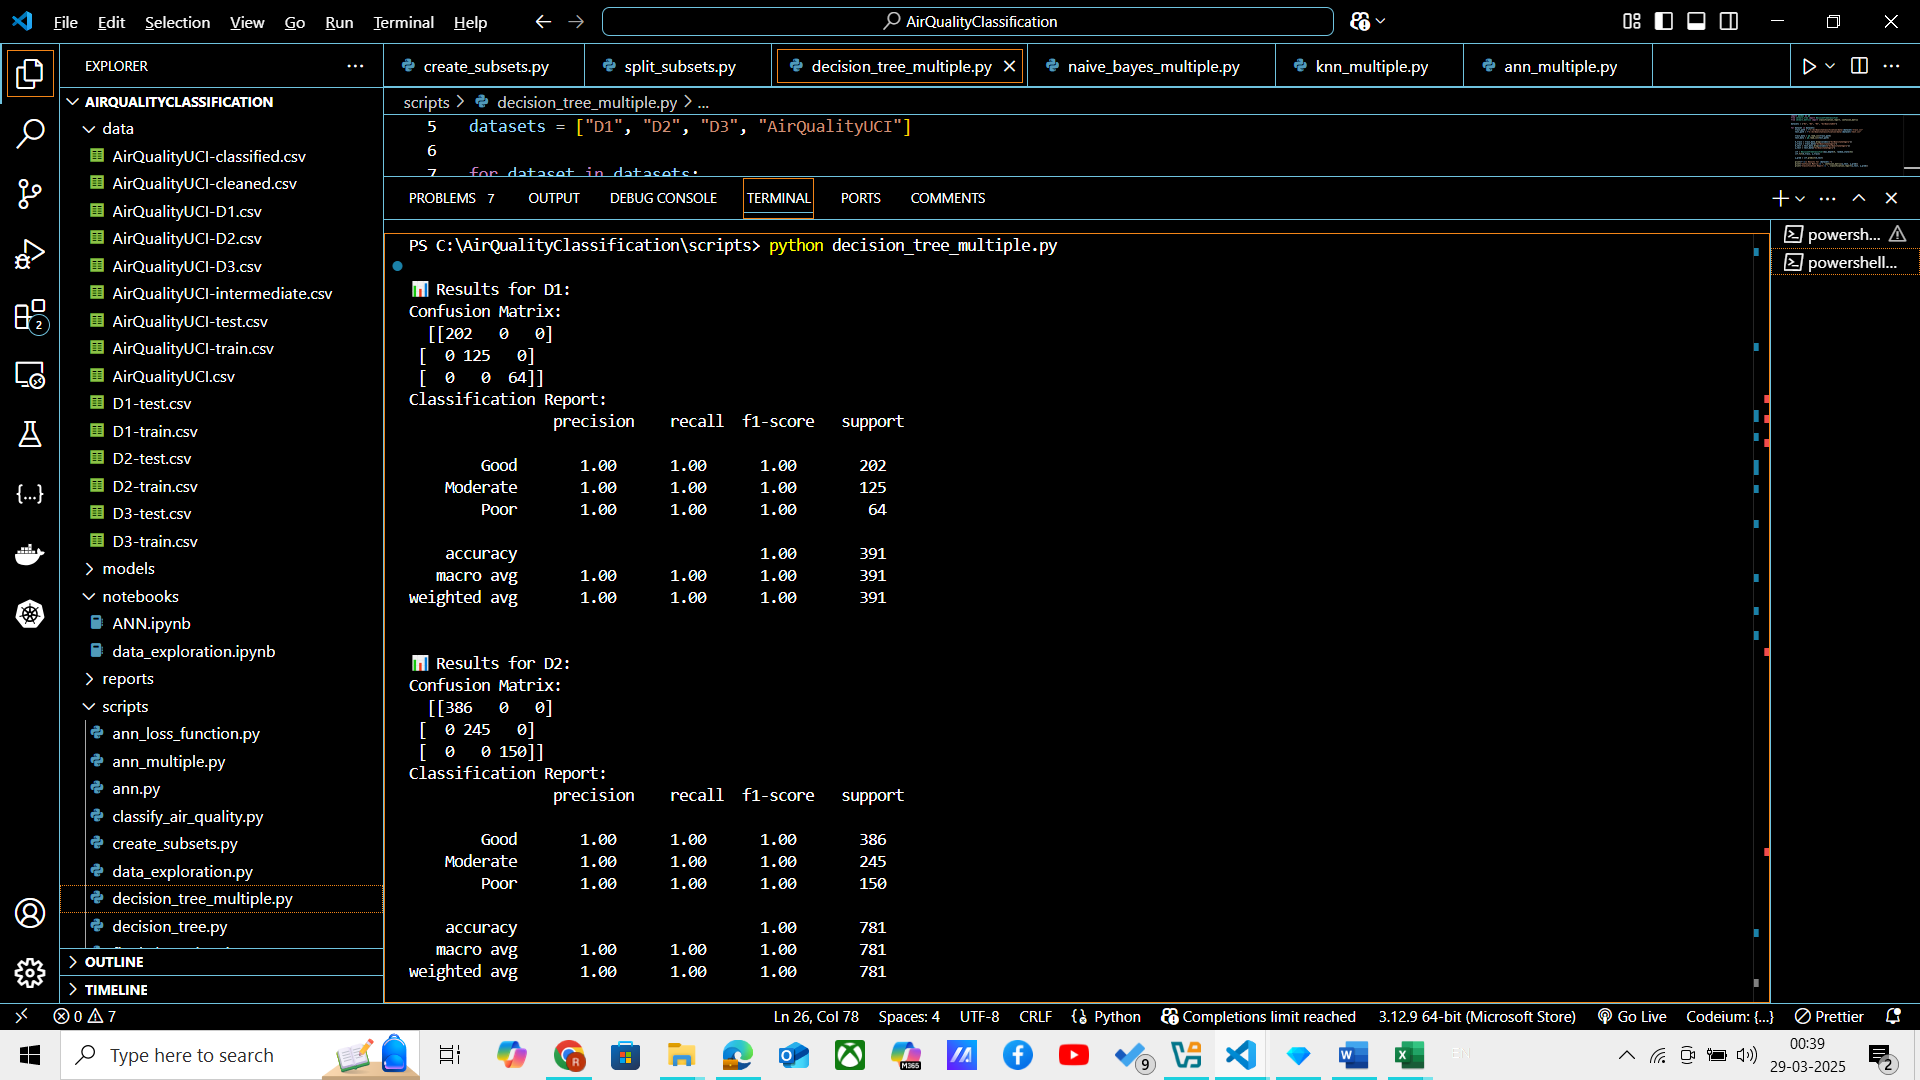 File Edit Selection View Go Run Terminal Help
AirQualityClassification
EXPLORER
create_subsets.py
split_subsets.py
decision_tree_multiple.py
naive_bayes_multiple.py
knn_multiple.py
ann_multiple.py
scripts > decision_tree_multiple.py > ...
5 datasets = ["D1", "D2", "D3", "AirQualityUCI"]
6
7 for dataset in datasets:
AIRQUALITYCLASSIFICATION
data
AirQualityUCI-classified.csv
AirQualityUCI-cleaned.csv
AirQualityUCI-D1.csv
AirQualityUCI-D2.csv
AirQualityUCI-D3.csv
AirQualityUCI-intermediate.csv
AirQualityUCI-test.csv
AirQualityUCI-train.csv
AirQualityUCI.csv
D1-test.csv
D1-train.csv
D2-test.csv
D2-train.csv
D3-test.csv
D3-train.csv
models
notebooks
ANN.ipynb
data_exploration.ipynb
reports
scripts
ann_loss_function.py
ann_multiple.py
ann.py
classify_air_quality.py
create_subsets.py
data_exploration.py
decision_tree_multiple.py
decision_tree.py
OUTLINE
TIMELINE
2
PROBLEMS 7 OUTPUT DEBUG CONSOLE TERMINAL PORTS COMMENTS
powersh...
powershell...
PS C:\AirQualityClassification\scripts> python decision_tree_multiple.py
Results for D1:
Confusion Matrix:
[[202 0 0]
[ 0 125 0]
[ 0 0 64]]
Classification Report:
precision recall f1-score support
Good 1.00 1.00 1.00 202
Moderate 1.00 1.00 1.00 125
Poor 1.00 1.00 1.00 64
accuracy 1.00 391
macro avg 1.00 1.00 1.00 391
weighted avg 1.00 1.00 1.00 391
Results for D2:
Confusion Matrix:
[[386 0 0]
[ 0 245 0]
[ 0 0 150]]
Classification Report:
precision recall f1-score support
Good 1.00 1.00 1.00 386
Moderate 1.00 1.00 1.00 245
Poor 1.00 1.00 1.00 150
accuracy 1.00 781
macro avg 1.00 1.00 1.00 781
weighted avg 1.00 1.00 1.00 781
0 7
Ln 26, Col 78 Spaces: 4 UTF-8 CRLF Python Completions limit reached 3.12.9 64-bit (Microsoft Store) Go Live Codeium: {...} Prettier
Type here to search
M365
9
00:39
29-03-2025
2